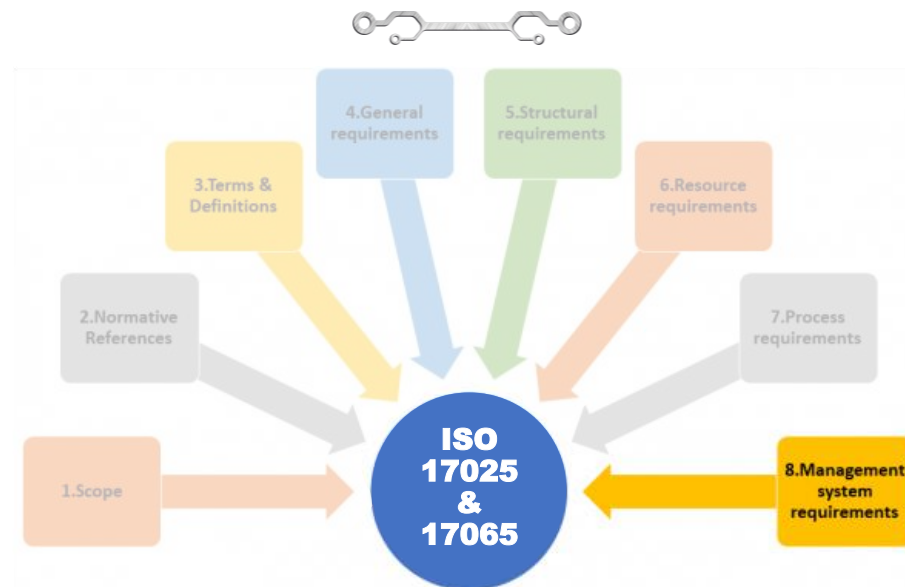 4.General
requirements
5.Structural
requirements
3.Terms &
Definitions
6.Resource
requirements
2.Normative
References
7.Process
requirements
1.Scope
ISO
17025
&
17065
8.Management
system
requirements